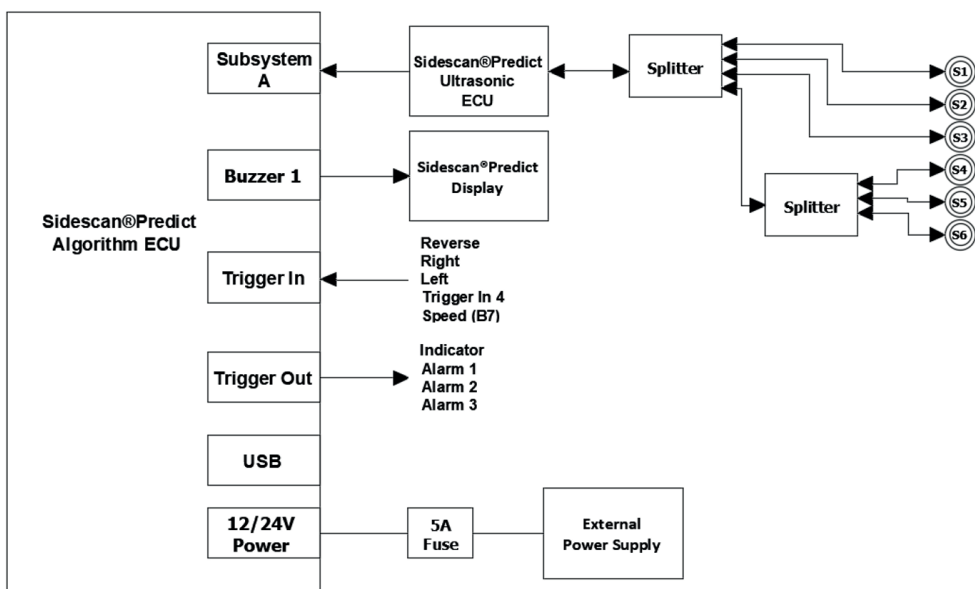 Sidescan®Predict
Algorithm ECU
Subsystem
A
Sidescan®Predict
Ultrasonic
ECU
Splitter
S1
S2
S3
S4
S5
S6
Splitter
Buzzer 1
Sidescan®Predict
Display
Trigger In
Reverse
Right
Left
Trigger In 4
Speed (B7)
Trigger Out
Indicator
Alarm 1
Alarm 2
Alarm 3
USB
12/24V
Power
5A
Fuse
External
Power Supply